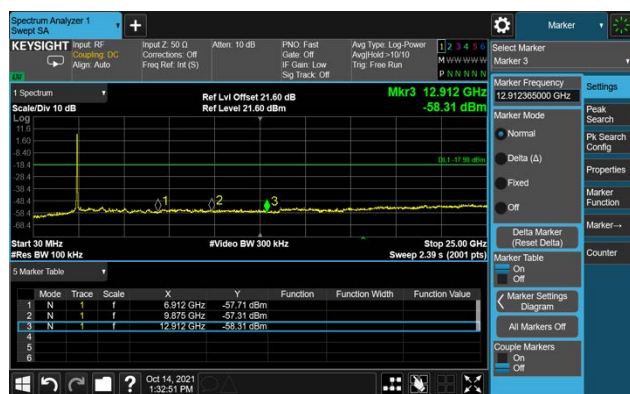 Spectrum Analyzer 1
Swept SA
+
Marker
KEYSIGHT
Input: RF
Coupling: DC
Align: Auto
Input Z: 50 Ω
Corrections: Off
Freq Ref: Int (S)
Atten: 10 dB
PNO: Fast
Gate: Off
IF Gain: Low
Sig Track: Off
Avg Type: Log-Power
Avg|Hold:>10/10
Trig: Free Run
1 2 3 4 5 6
M W W W W W
P N N N N N
LV
Select Marker
Marker 3
1 Spectrum
Scale/Div 10 dB
Ref Lvl Offset 21.60 dB
Ref Level 21.60 dBm
Mkr3 12.912 GHz
-58.31 dBm
Log
11.6
1.60
-8.40
-18.4
-28.4
-38.4
-48.4
-58.4
-68.4
DL1 -17.98 dBm
1
2
3
Start 30 MHz
#Res BW 100 kHz
#Video BW 300 kHz
Stop 25.00 GHz
Sweep 2.39 s (2001 pts)
5 Marker Table
Mode Trace Scale X Y Function Function Width Function Value
1 N 1 f 6.912 GHz -57.71 dBm
2 N 1 f 9.875 GHz -57.31 dBm
3 N 1 f 12.912 GHz -58.31 dBm
4
5
6
Marker Frequency
12.912365000 GHz
Marker Mode
Normal
Delta (Δ)
Fixed
Off
Delta Marker
(Reset Delta)
Marker Table
On
Off
Marker Settings
Diagram
All Markers Off
Couple Markers
On
Off
Settings
Peak
Search
Pk Search
Config
Properties
Marker
Function
Marker→
Counter
?
Oct 14, 2021
1:32:51 PM